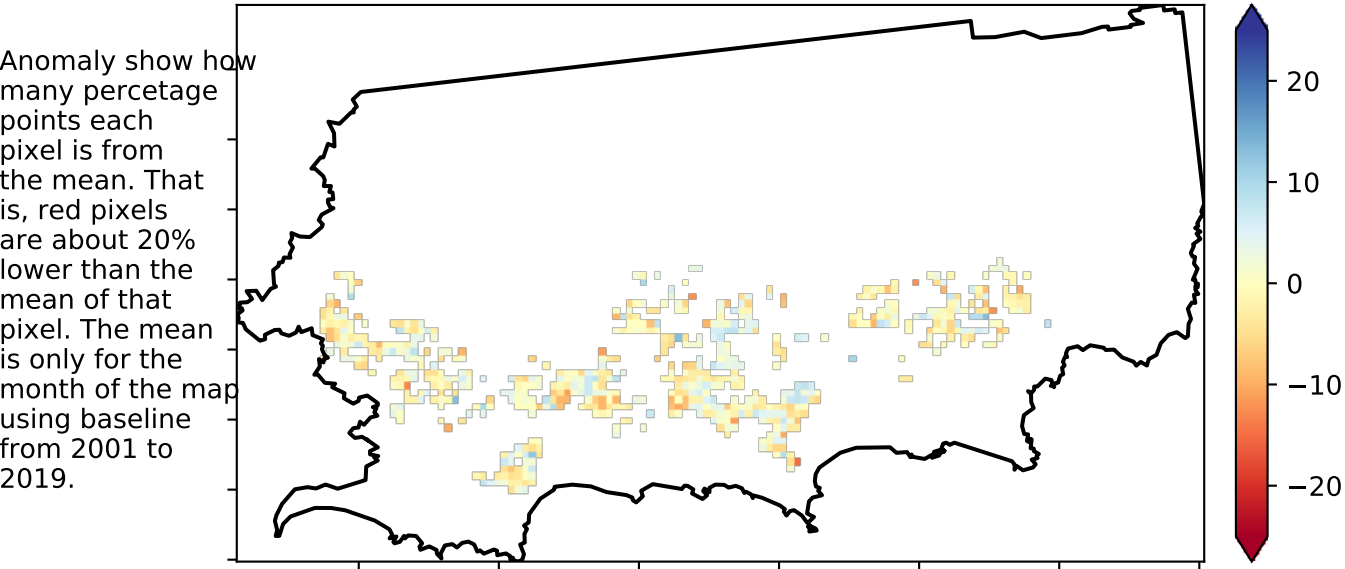 Anomaly show how
many percetage
points each
pixel is from
the mean. That
is, red pixels
are about 20%
lower than the
mean of that
pixel. The mean
is only for the
month of the map
using baseline
from 2001 to
2019.
20
10
0
−10
−20